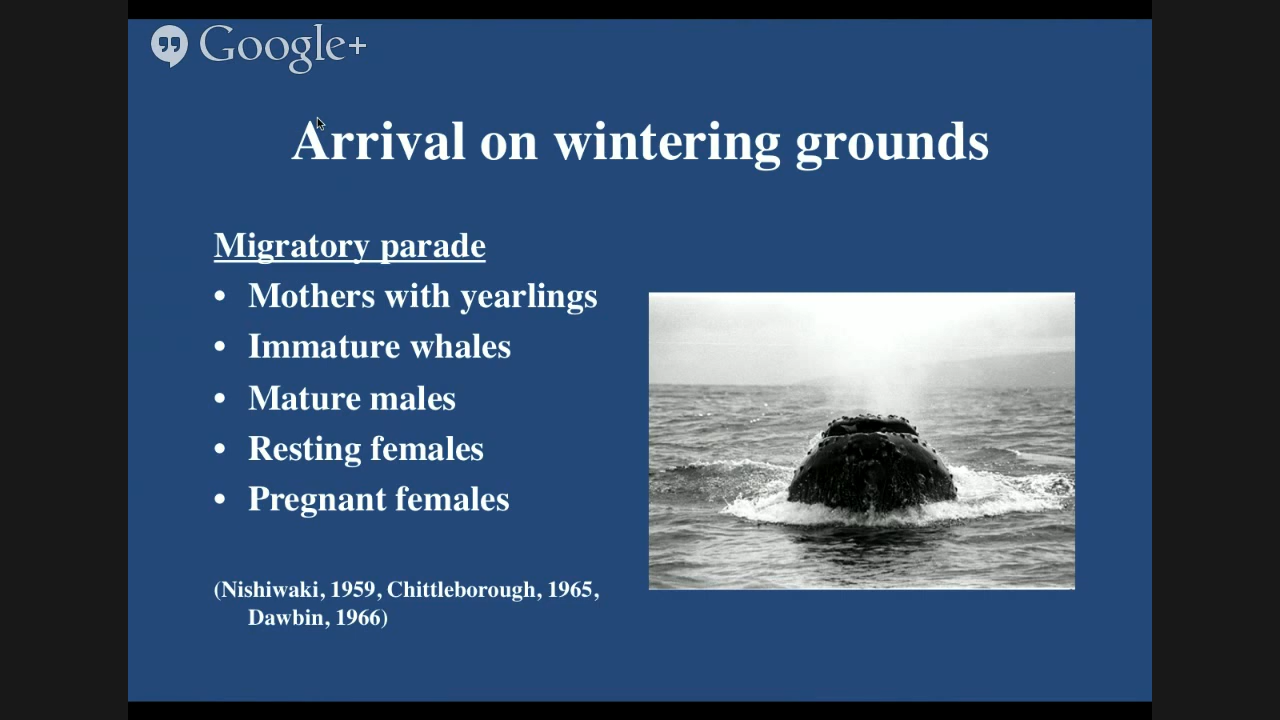 Google+
Arrival on wintering grounds
Migratory parade
• Mothers with yearlings
• Immature whales
• Mature males
• Resting females
• Pregnant females
(Nishiwaki, 1959, Chittleborough, 1965,
Dawbin, 1966)